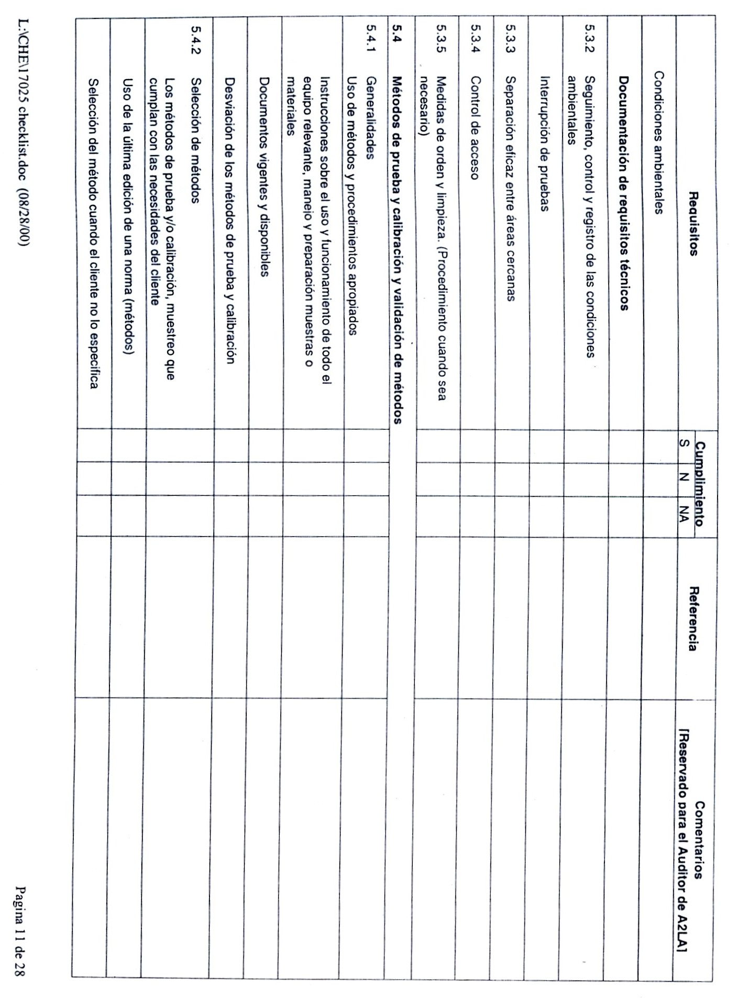 Requisitos
Cumplimiento
S N NA
Referencia
Comentarios
[Reservado para el Auditor de A2LA]
Condiciones ambientales
Documentación de requisitos técnicos
5.3.2 Seguimiento, control y registro de las condiciones
ambientales
Interrupción de pruebas
5.3.3 Separación eficaz entre áreas cercanas
5.3.4 Control de acceso
5.3.5 Medidas de orden y limpieza. (Procedimiento cuando sea
necesario)
5.4 Métodos de prueba y calibración y validación de métodos
5.4.1 Generalidades
Uso de métodos y procedimientos apropiados
Instrucciones sobre el uso y funcionamiento de todo el
equipo relevante, manejo y preparación muestras o
materiales
Documentos vigentes y disponibles
Desviación de los métodos de prueba y calibración
5.4.2 Selección de métodos
Los métodos de prueba y/o calibración, muestreo que
cumplan con las necesidades del cliente
Uso de la última edición de una norma (métodos)
Selección del método cuando el cliente no lo especifica
L:\CHE\17025 checklist.doc (08/28/00)
Pagina 11 de 28